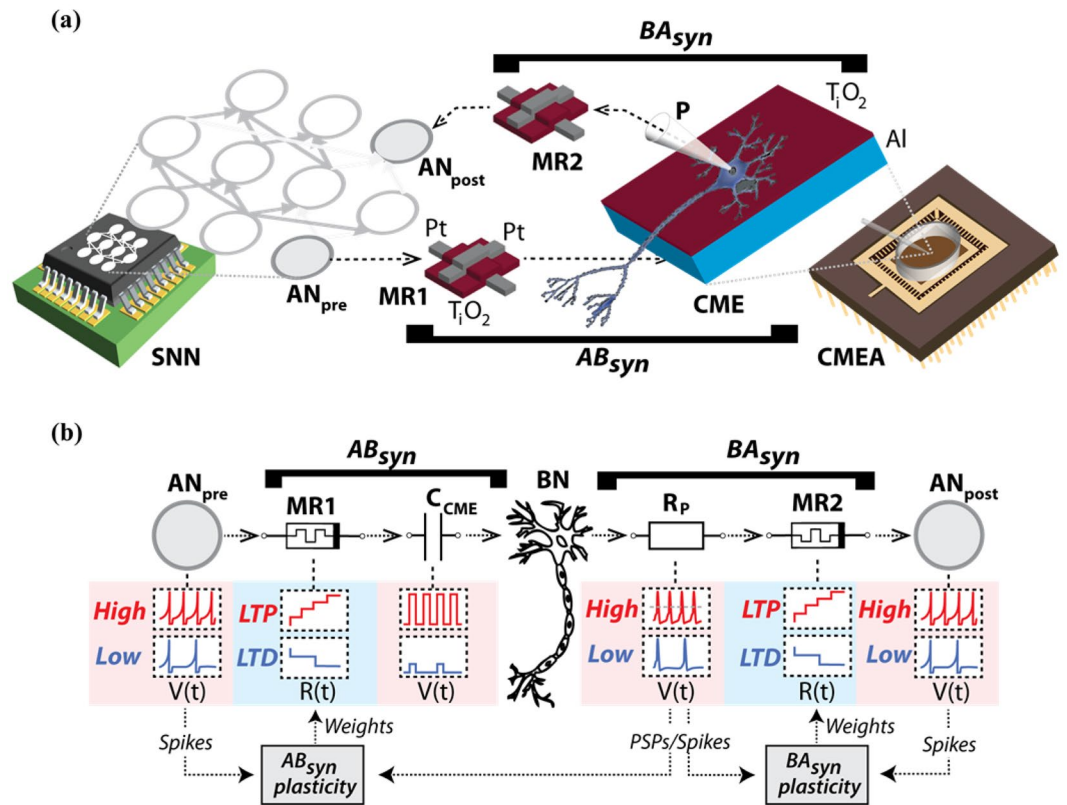 (a)
BAsyn
TiO2
P
Al
MR2
ANpost
Pt
Pt
ANpre
MR1
TiO2
CME
SNN
ABsyn
CMEA
(b)
ABsyn
BAsyn
ANpre
MR1
CCME
BN
RP
MR2
ANpost
High
LTP
High
LTP
High
Low
LTD
Low
LTD
Low
V(t)
R(t)
V(t)
V(t)
R(t)
V(t)
Spikes
Weights
PSPs/Spikes
Weights
Spikes
ABsyn
plasticity
BAsyn
plasticity